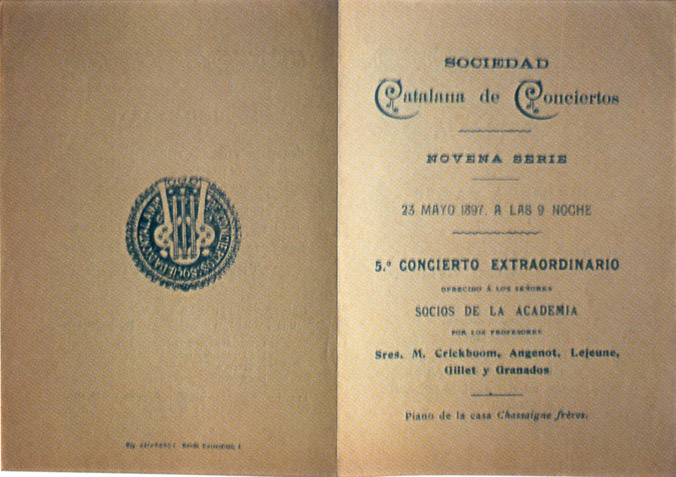 SOCIEDAD
Catalana de Conciertos
NOVENA SERIE
23 MAYO 1897. A LAS 9 NOCHE
5.º CONCIERTO EXTRAORDINARIO
OFRECIDO Á LOS SEÑORES
SOCIOS DE LA ACADEMIA
POR LOS PROFESORES
Sres. M. Crickboom, Angenot, Lejeune,
Gillet y Granados
Piano de la casa Chassaigne frères.